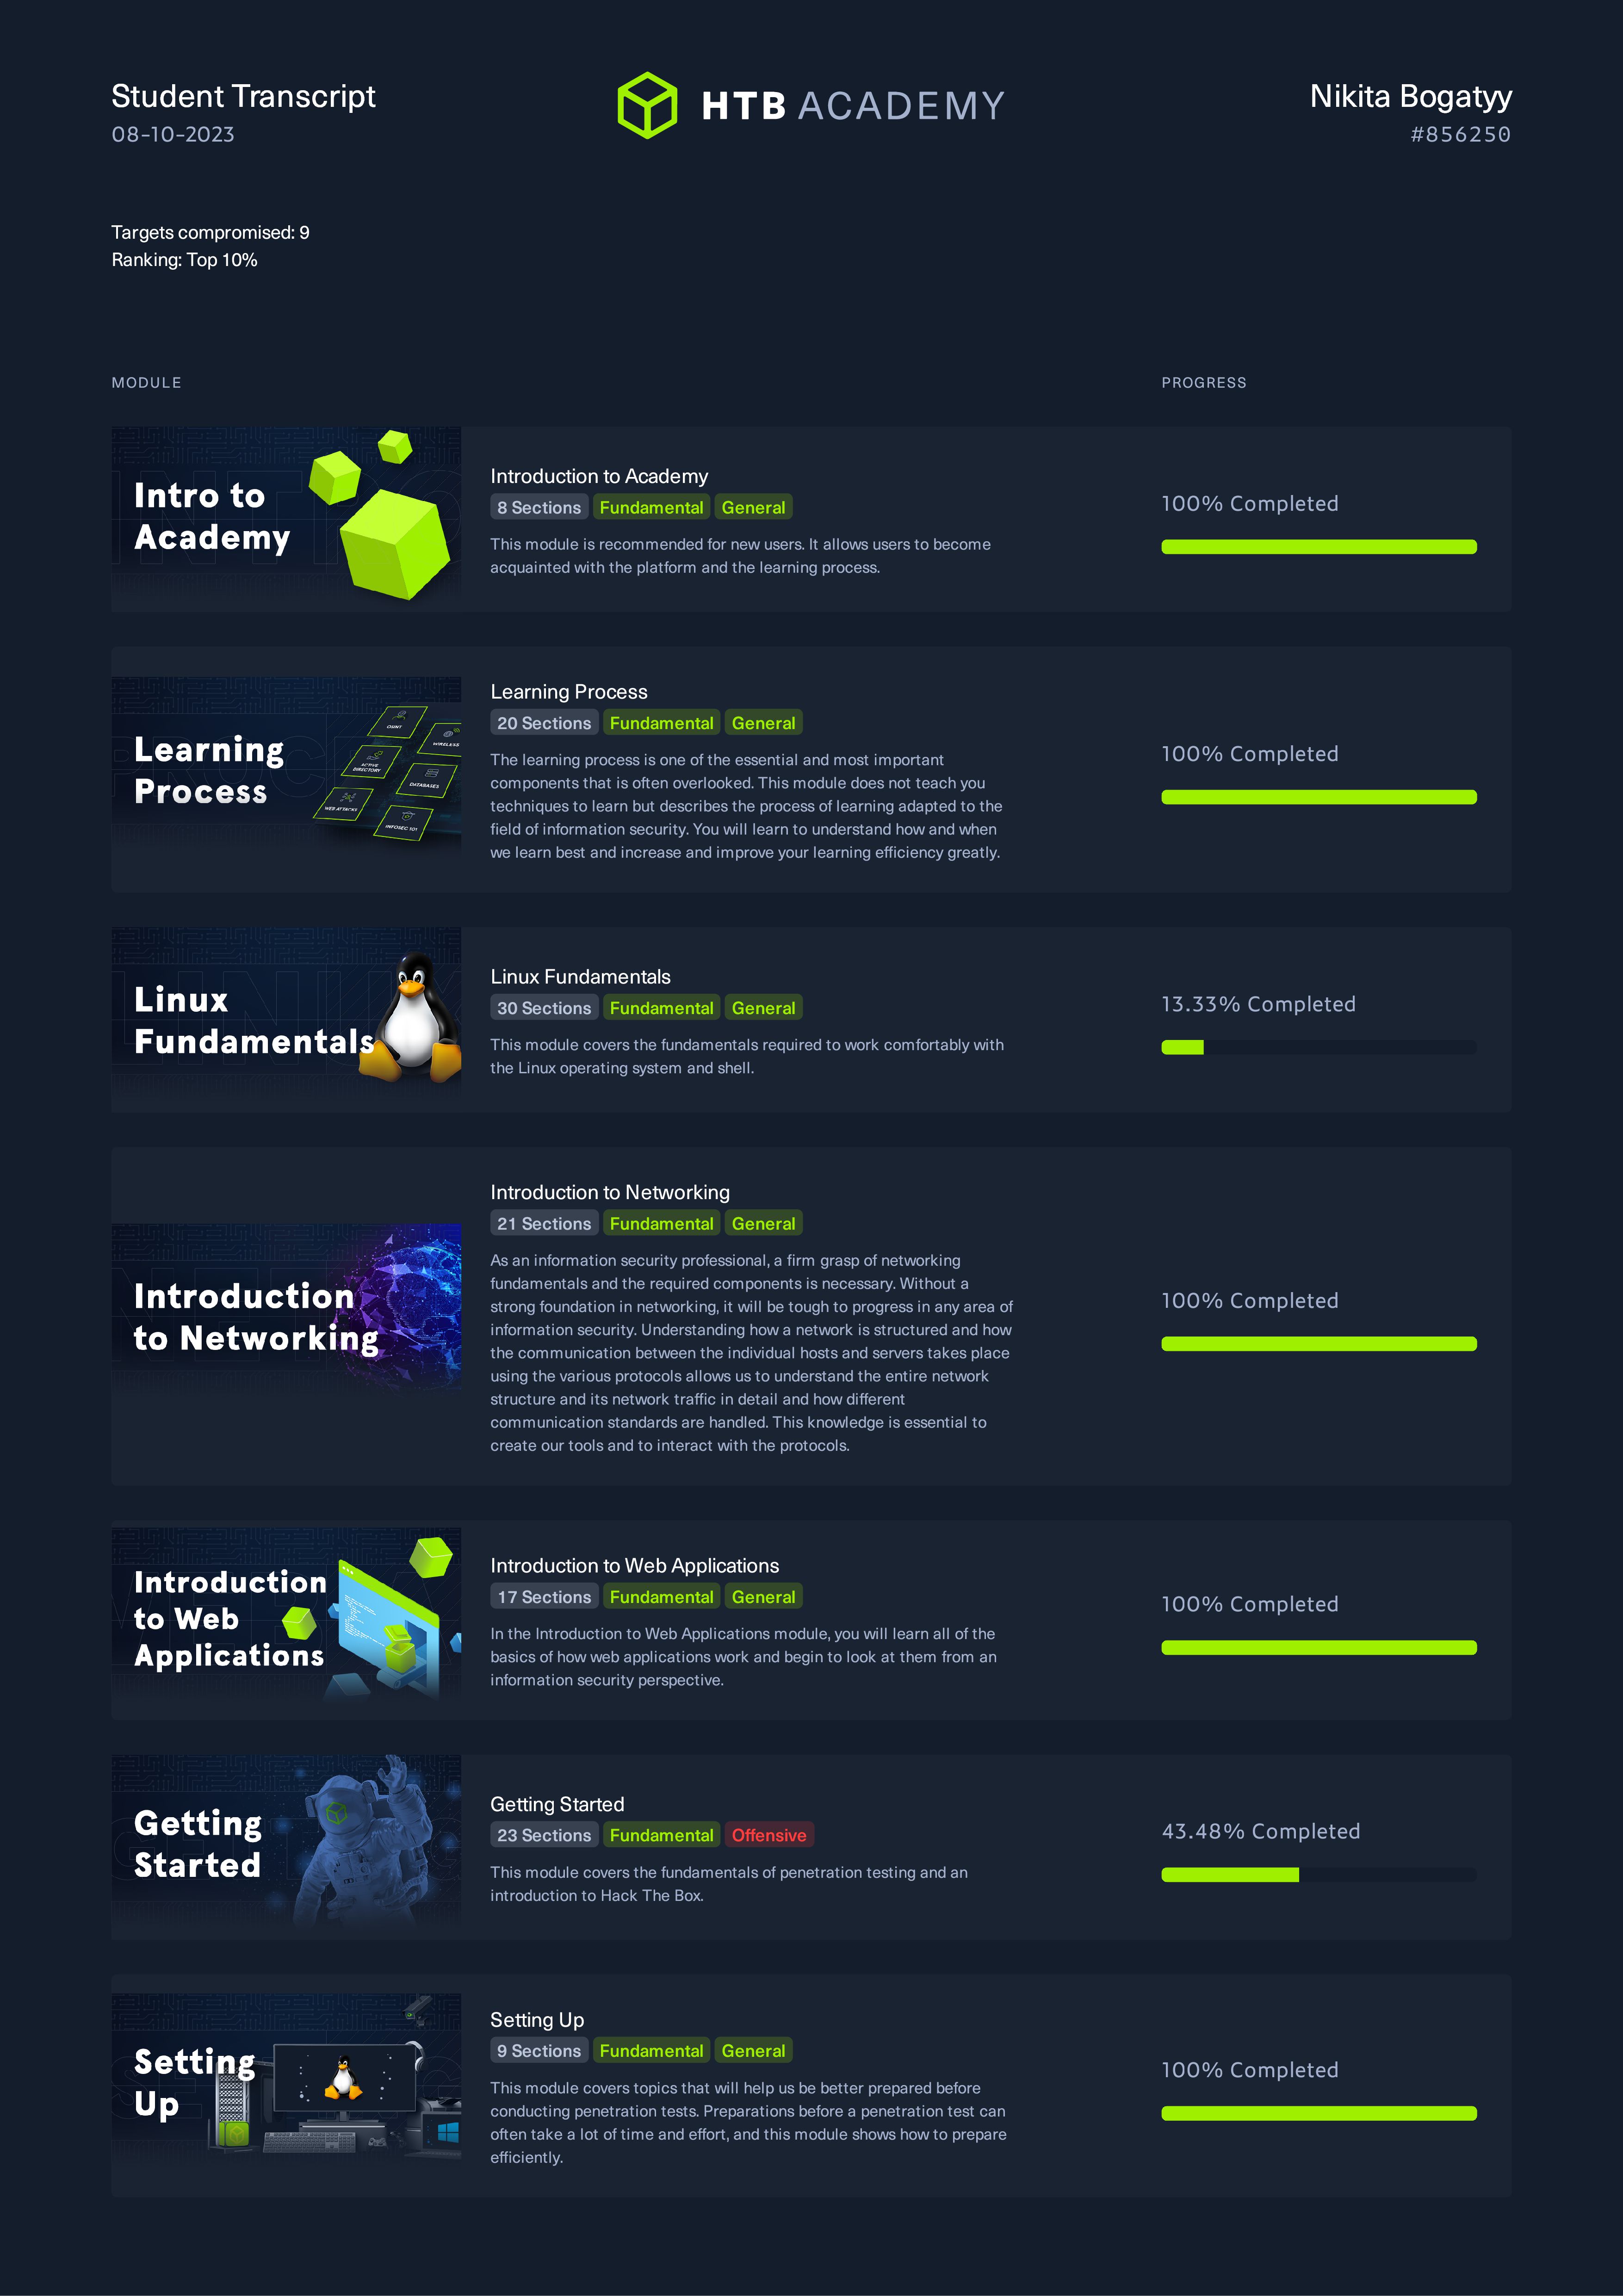 Student Transcript
08-10-2023
HTB ACADEMY
Nikita Bogatyy
#856250
Targets compromised: 9
Ranking: Top 10%
MODULE
PROGRESS
Intro to
Academy
Introduction to Academy
8 Sections Fundamental General
This module is recommended for new users. It allows users to become
acquainted with the platform and the learning process.
100% Completed
Learning
Process
OSINT
WIRELESS
ACTIVE
DIRECTORY
DATABASES
WEB ATTACKS
INFOSEC 101
Learning Process
20 Sections Fundamental General
The learning process is one of the essential and most important
components that is often overlooked. This module does not teach you
techniques to learn but describes the process of learning adapted to the
field of information security. You will learn to understand how and when
we learn best and increase and improve your learning efficiency greatly.
100% Completed
Linux
Fundamentals
Linux Fundamentals
30 Sections Fundamental General
This module covers the fundamentals required to work comfortably with
the Linux operating system and shell.
13.33% Completed
Introduction
to Networking
Introduction to Networking
21 Sections Fundamental General
As an information security professional, a firm grasp of networking
fundamentals and the required components is necessary. Without a
strong foundation in networking, it will be tough to progress in any area of
information security. Understanding how a network is structured and how
the communication between the individual hosts and servers takes place
using the various protocols allows us to understand the entire network
structure and its network traffic in detail and how different
communication standards are handled. This knowledge is essential to
create our tools and to interact with the protocols.
100% Completed
Introduction
to Web
Applications
Introduction to Web Applications
17 Sections Fundamental General
In the Introduction to Web Applications module, you will learn all of the
basics of how web applications work and begin to look at them from an
information security perspective.
100% Completed
Getting
Started
Getting Started
23 Sections Fundamental Offensive
This module covers the fundamentals of penetration testing and an
introduction to Hack The Box.
43.48% Completed
Setting
Up
Setting Up
9 Sections Fundamental General
This module covers topics that will help us be better prepared before
conducting penetration tests. Preparations before a penetration test can
often take a lot of time and effort, and this module shows how to prepare
efficiently.
100% Completed